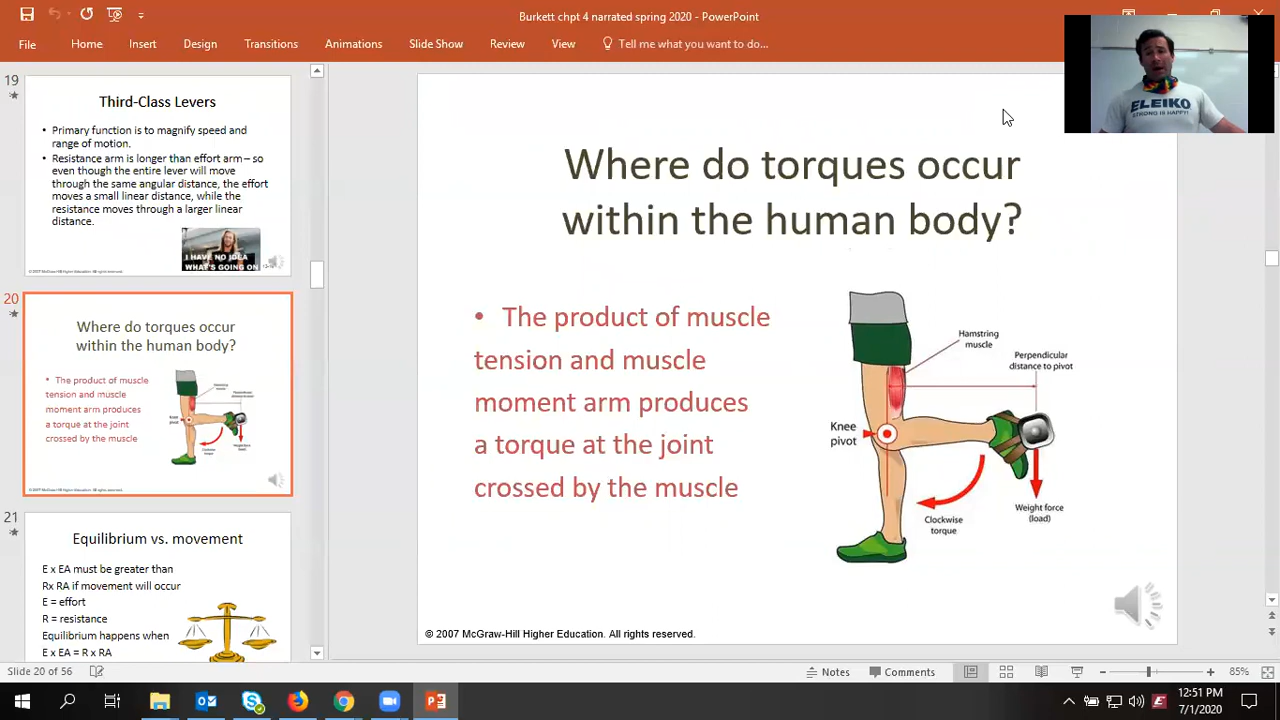 Burkett chpt 4 narrated spring 2020 - PowerPoint
File Home Insert Design Transitions Animations Slide Show Review View Tell me what you want to do...
ELEIKO
STRONG IS HAPPY!
19
Third-Class Levers
• Primary function is to magnify speed and
range of motion.
• Resistance arm is longer than effort arm – so
even though the entire lever will move
through the same angular distance, the effort
moves a small linear distance, while the
resistance moves through a larger linear
distance.
I HAVE NO IDEA
WHAT'S GOING ON
20
Where do torques occur
within the human body?
• The product of muscle
tension and muscle
moment arm produces
a torque at the joint
crossed by the muscle
21
Equilibrium vs. movement
E x EA must be greater than
Rx RA if movement will occur
E = effort
R = resistance
Equilibrium happens when
E x EA = R x RA
Where do torques occur
within the human body?
• The product of muscle
tension and muscle
moment arm produces
a torque at the joint
crossed by the muscle
Hamstring
muscle
Perpendicular
distance to pivot
Knee
pivot
Weight force
(load)
Clockwise
torque
© 2007 McGraw-Hill Higher Education. All rights reserved.
Slide 20 of 56
Notes Comments 85%
12:51 PM
7/1/2020